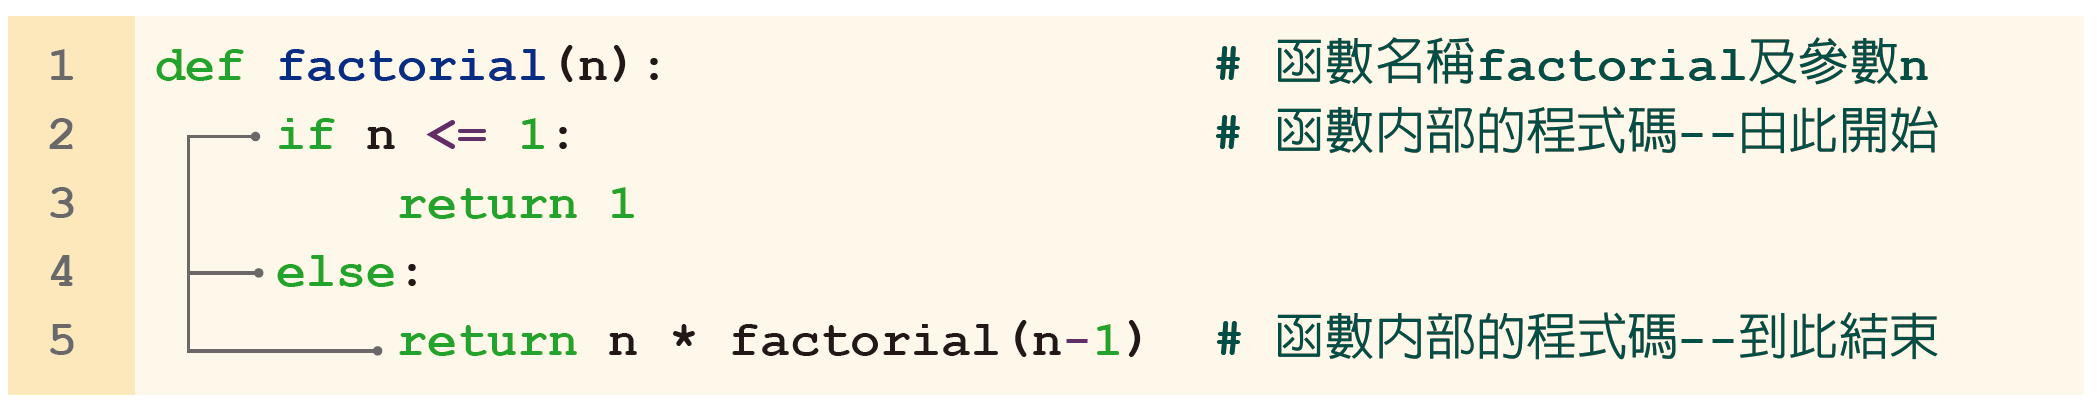 1 def factorial(n): # 函數名稱factorial及參數n
2 if n <= 1: # 函數內部的程式碼--由此開始
3 return 1
4 else:
5 return n * factorial(n-1) # 函數內部的程式碼--到此結束